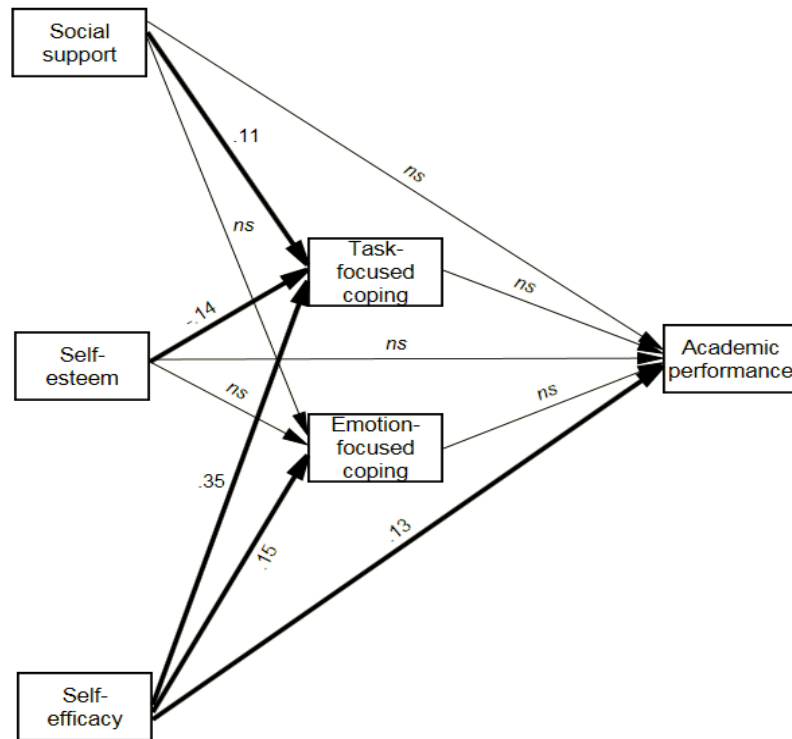 Social
support
.11
ns
ns
Task-
focused
coping
ns
-.14
Self-
esteem
ns
ns
Academic
performance
ns
Emotion-
focused
coping
.35
.15
.13
Self-
efficacy